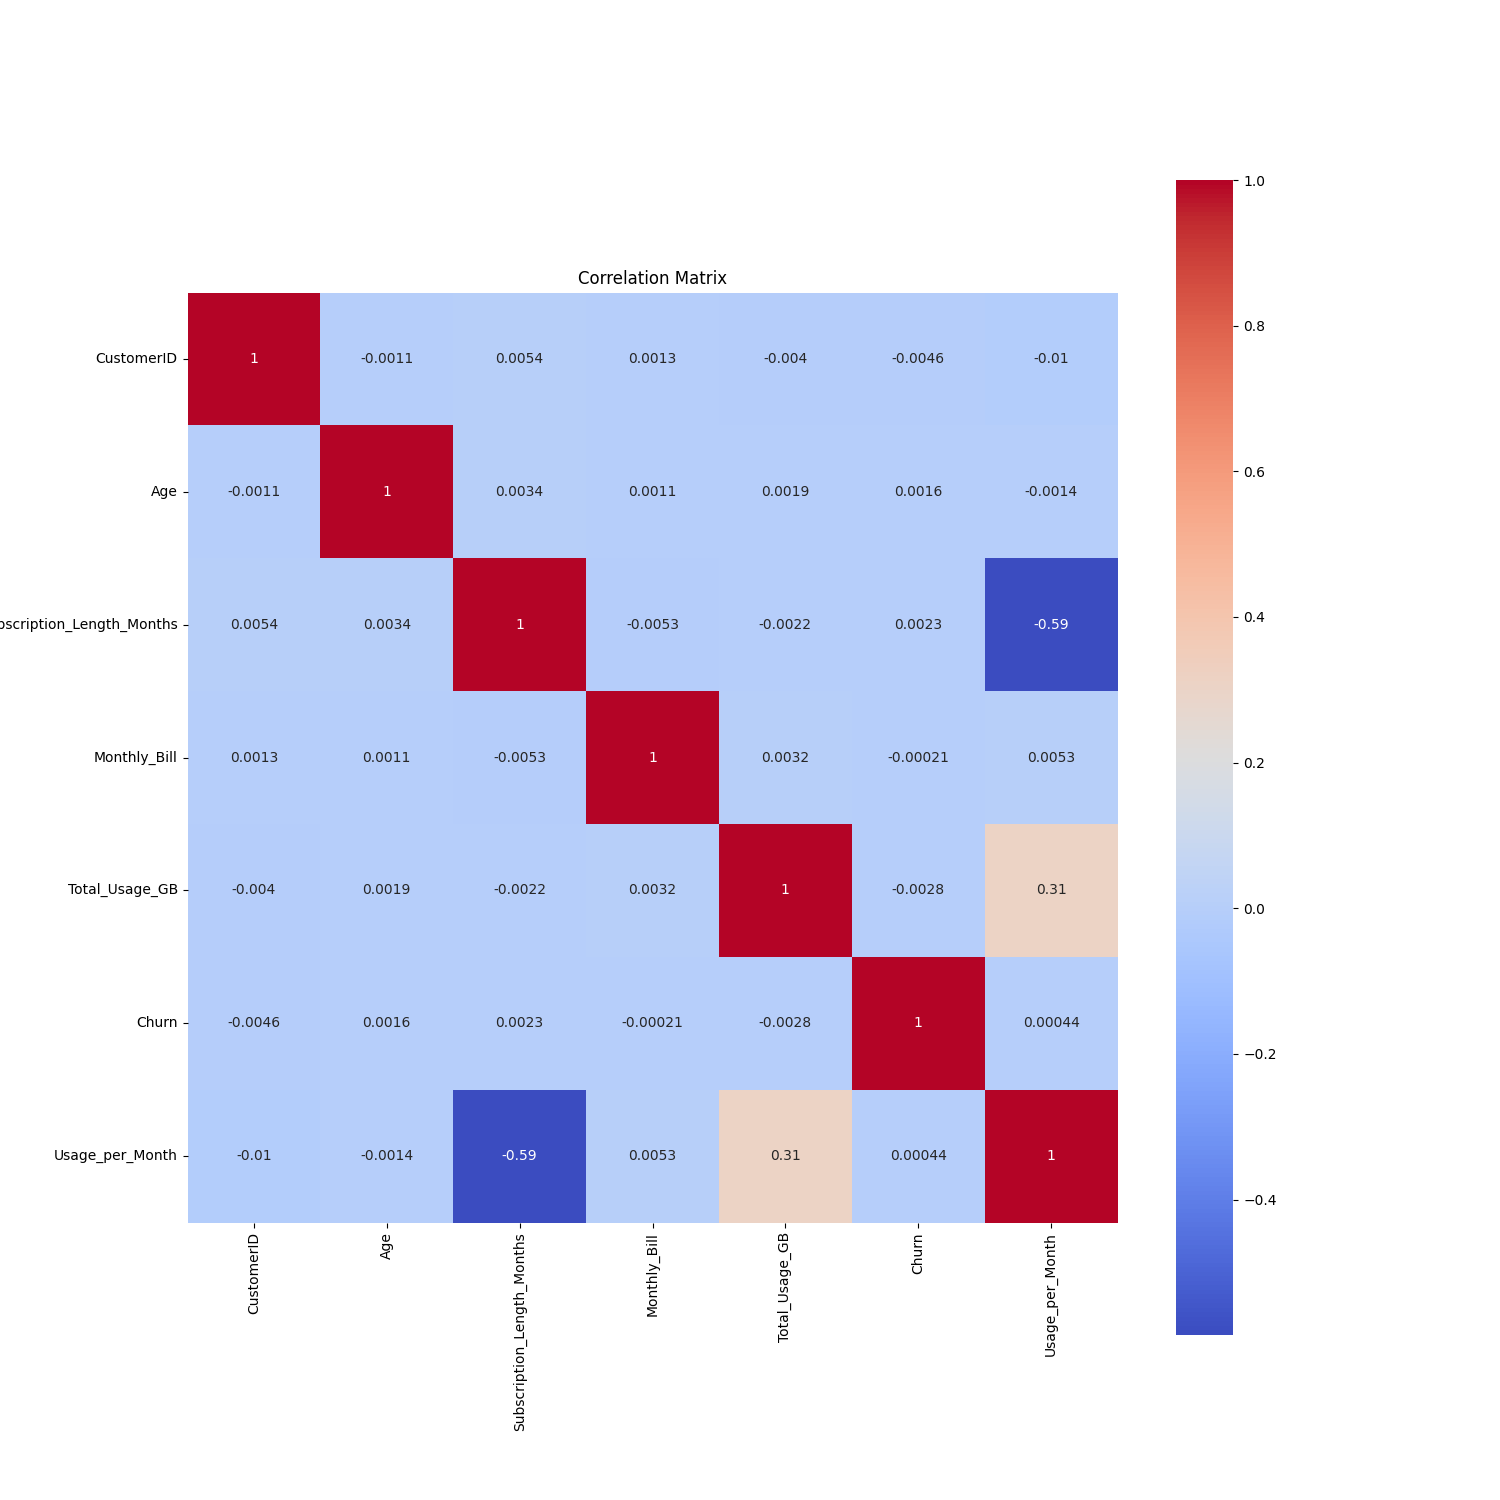 Correlation Matrix
CustomerID 1 -0.0011 0.0054 0.0013 -0.004 -0.0046 -0.01
Age -0.0011 1 0.0034 0.0011 0.0019 0.0016 -0.0014
bscription_Length_Months 0.0054 0.0034 1 -0.0053 -0.0022 0.0023 -0.59
Monthly_Bill 0.0013 0.0011 -0.0053 1 0.0032 -0.00021 0.0053
Total_Usage_GB -0.004 0.0019 -0.0022 0.0032 1 -0.0028 0.31
Churn -0.0046 0.0016 0.0023 -0.00021 -0.0028 1 0.00044
Usage_per_Month -0.01 -0.0014 -0.59 0.0053 0.31 0.00044 1
CustomerID
Age
Subscription_Length_Months
Monthly_Bill
Total_Usage_GB
Churn
Usage_per_Month
1.0
0.8
0.6
0.4
0.2
0.0
−0.2
−0.4